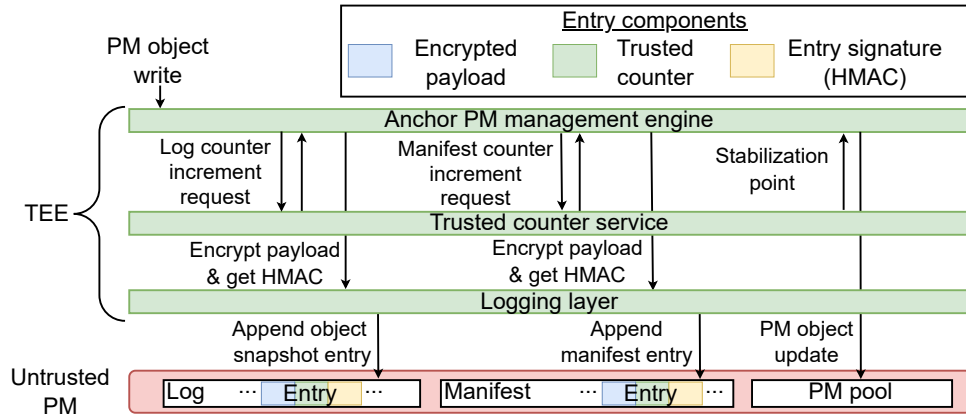 Entry components
Encrypted
payload
Trusted
counter
Entry signature
(HMAC)
PM object
write
Anchor PM management engine
Log counter
increment
request
Manifest counter
increment
request
Stabilization
point
TEE
Trusted counter service
Encrypt payload
& get HMAC
Encrypt payload
& get HMAC
Logging layer
Append object
snapshot entry
Append
manifest entry
PM object
update
Untrusted
PM
Log ... Entry ...
Manifest ... Entry ...
PM pool